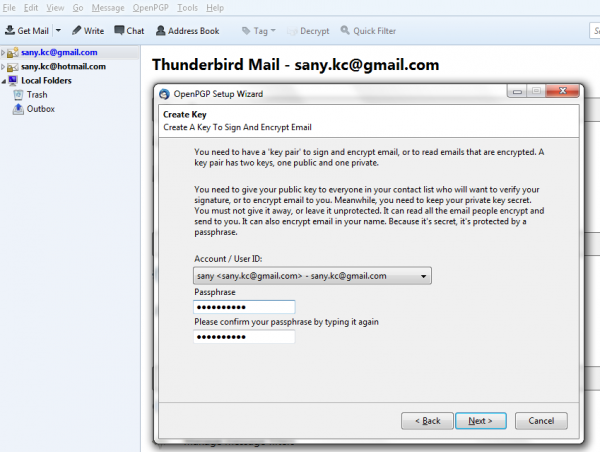 File Edit View Go Message OpenPGP Tools Help
Get Mail Write Chat Address Book Tag Decrypt Quick Filter
sany.kc@gmail.com
sany.kc@hotmail.com
Local Folders
Trash
Outbox
Thunderbird Mail - sany.kc@gmail.com
OpenPGP Setup Wizard
Create Key
Create A Key To Sign And Encrypt Email
You need to have a 'key pair' to sign and encrypt email, or to read emails that are encrypted. A
key pair has two keys, one public and one private.
You need to give your public key to everyone in your contact list who will want to verify your
signature, or to encrypt email to you. Meanwhile, you need to keep your private key secret.
You must not give it away, or leave it unprotected. It can read all the email people encrypt and
send to you. It can also encrypt email in your name. Because it's secret, it's protected by a
passphrase.
Account / User ID:
sany <sany.kc@gmail.com> - sany.kc@gmail.com
Passphrase
●●●●●●●●●●
Please confirm your passphrase by typing it again
●●●●●●●●●●
< Back Next > Cancel